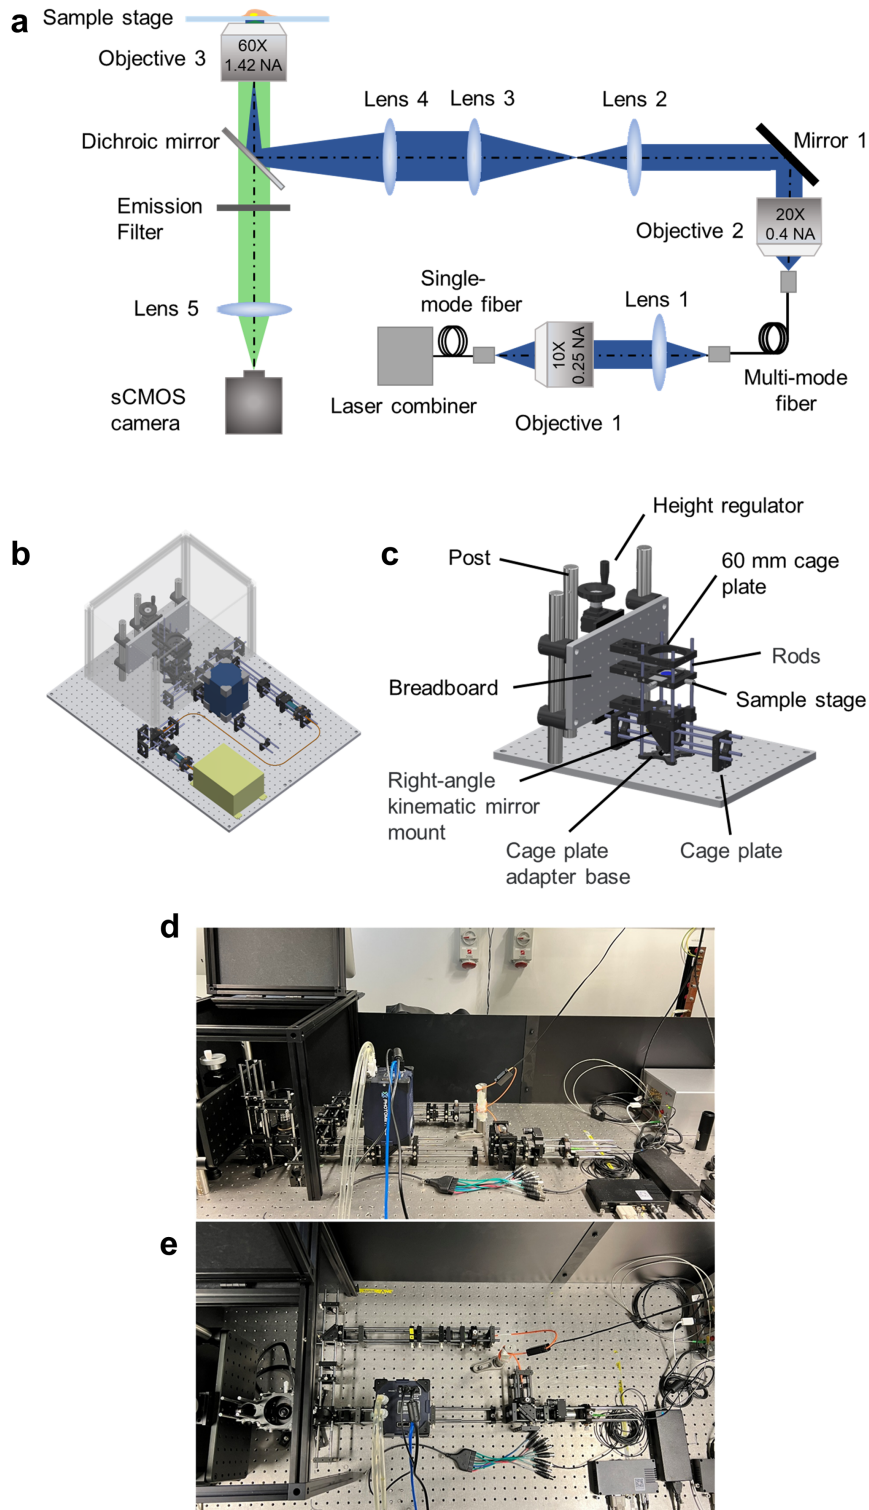 a
Sample stage
Objective 3
60X
1.42 NA
Lens 4
Lens 3
Lens 2
Dichroic mirror
Mirror 1
Emission
Filter
Objective 2
20X
0.4 NA
Single-
mode fiber
Lens 1
Lens 5
10X
0.25 NA
Multi-mode
fiber
sCMOS
camera
Laser combiner
Objective 1
b
c
Height regulator
Post
60 mm cage
plate
Rods
Breadboard
Sample stage
Right-angle
kinematic mirror
mount
Cage plate
adapter base
Cage plate
d
e